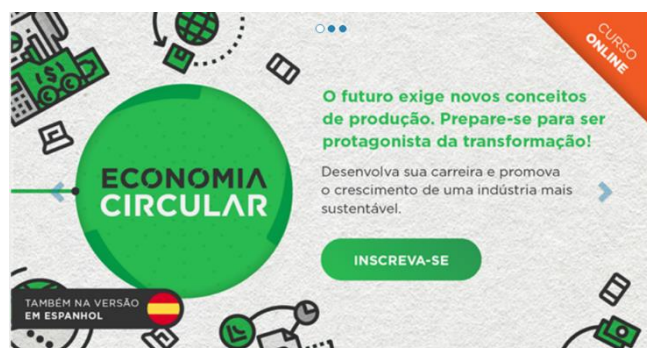 CURSO
ONLINE
O futuro exige novos conceitos
de produção. Prepare-se para ser
protagonista da transformação!
ECONOMIA
CIRCULAR
Desenvolva sua carreira e promova
o crescimento de uma indústria mais
sustentável.
INSCREVA-SE
TAMBÉM NA VERSÃO
EM ESPANHOL